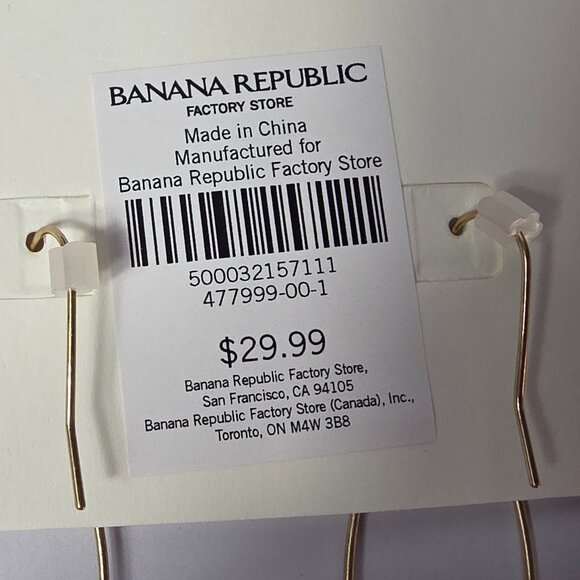 BANANA REPUBLIC
FACTORY STORE
Made in China
Manufactured for
Banana Republic Factory Store
500032157111
477999-00-1
$29.99
Banana Republic Factory Store,
San Francisco, CA 94105
Banana Republic Factory Store (Canada), Inc.,
Toronto, ON M4W 3B8